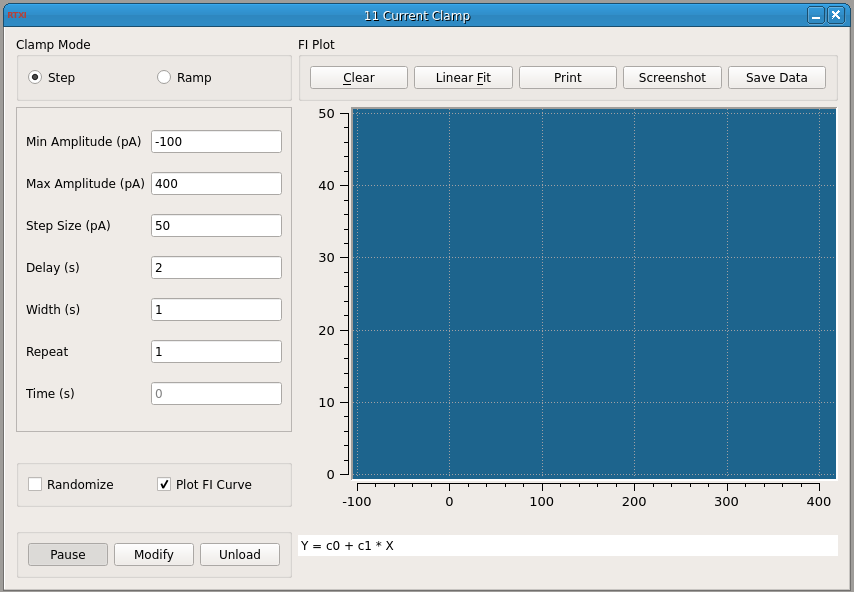 RTXI
11 Current Clamp
Clamp Mode
Step
Ramp
Min Amplitude (pA)
-100
Max Amplitude (pA)
400
Step Size (pA)
50
Delay (s)
2
Width (s)
1
Repeat
1
Time (s)
0
Randomize
Plot FI Curve
Pause
Modify
Unload
FI Plot
Clear
Linear Fit
Print
Screenshot
Save Data
50
40
30
20
10
0
-100
0
100
200
300
400
Y = c0 + c1 * X